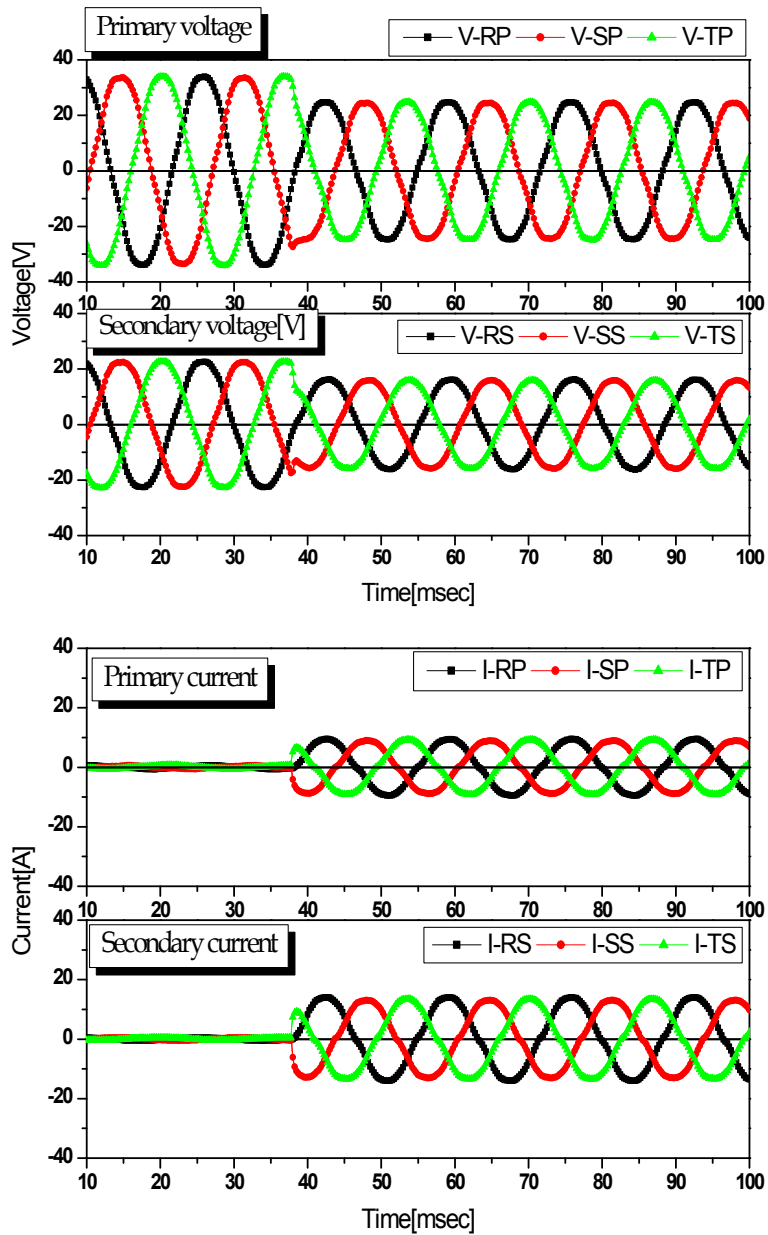 Primary voltage
V-RP V-SP V-TP
40
20
0
-20
-40
10 20 30 40 50 60 70 80 90 100
Voltage[V]
Secondary voltage[V]
V-RS V-SS V-TS
40
20
0
-20
-40
10 20 30 40 50 60 70 80 90 100
Time[msec]
Primary current
I-RP I-SP I-TP
40
20
0
-20
-40
10 20 30 40 50 60 70 80 90 100
Current[A]
Secondary current
I-RS I-SS I-TS
40
20
0
-20
-40
10 20 30 40 50 60 70 80 90 100
Time[msec]